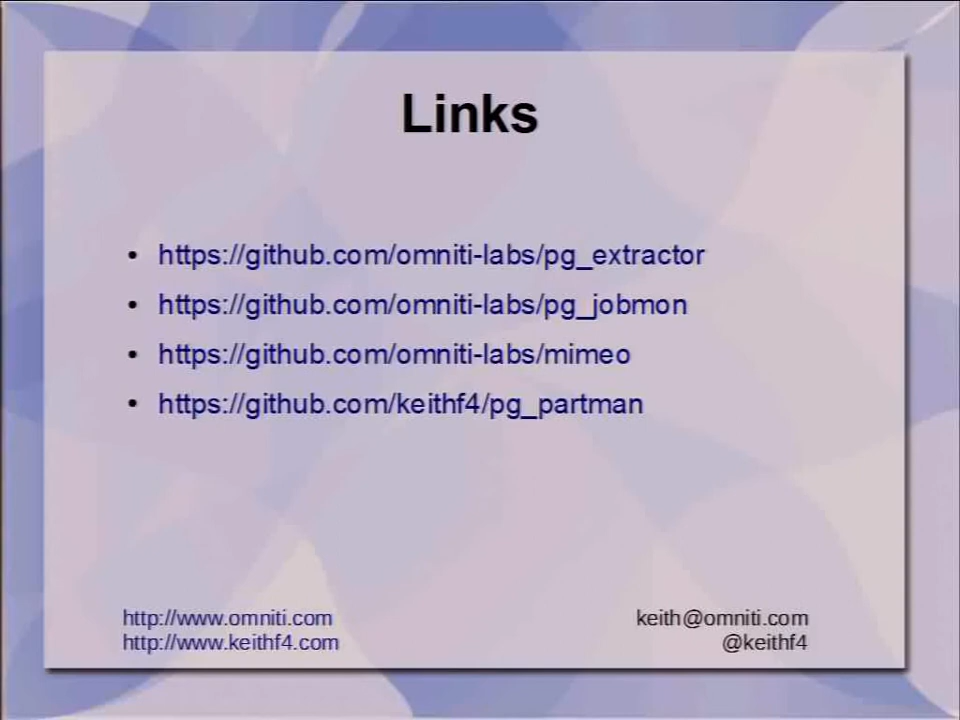 Links
• https://github.com/omniti-labs/pg_extractor
• https://github.com/omniti-labs/pg_jobmon
• https://github.com/omniti-labs/mimeo
• https://github.com/keithf4/pg_partman
http://www.omniti.com
http://www.keithf4.com
keith@omniti.com
@keithf4